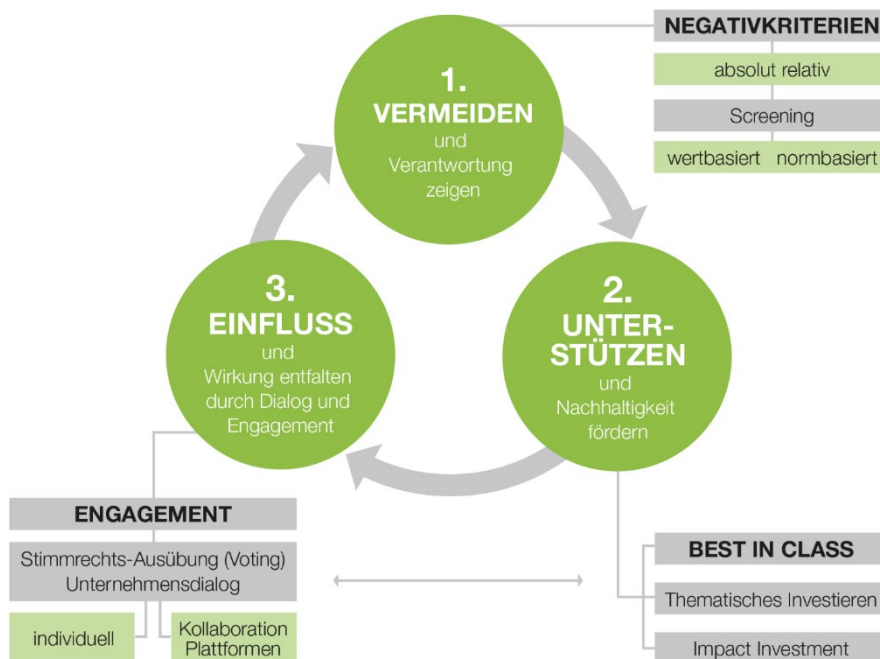 1.
VERMEIDEN
und
Verantwortung
zeigen
NEGATIVKRITERIEN
absolut relativ
Screening
wertbasiert normbasiert
2.
UNTER-
STÜTZEN
und
Nachhaltigkeit
fördern
BEST IN CLASS
Thematisches Investieren
Impact Investment
3.
EINFLUSS
und
Wirkung entfalten
durch Dialog und
Engagement
ENGAGEMENT
Stimmrechts-Ausübung (Voting)
Unternehmensdialog
individuell
Kollaboration
Plattformen